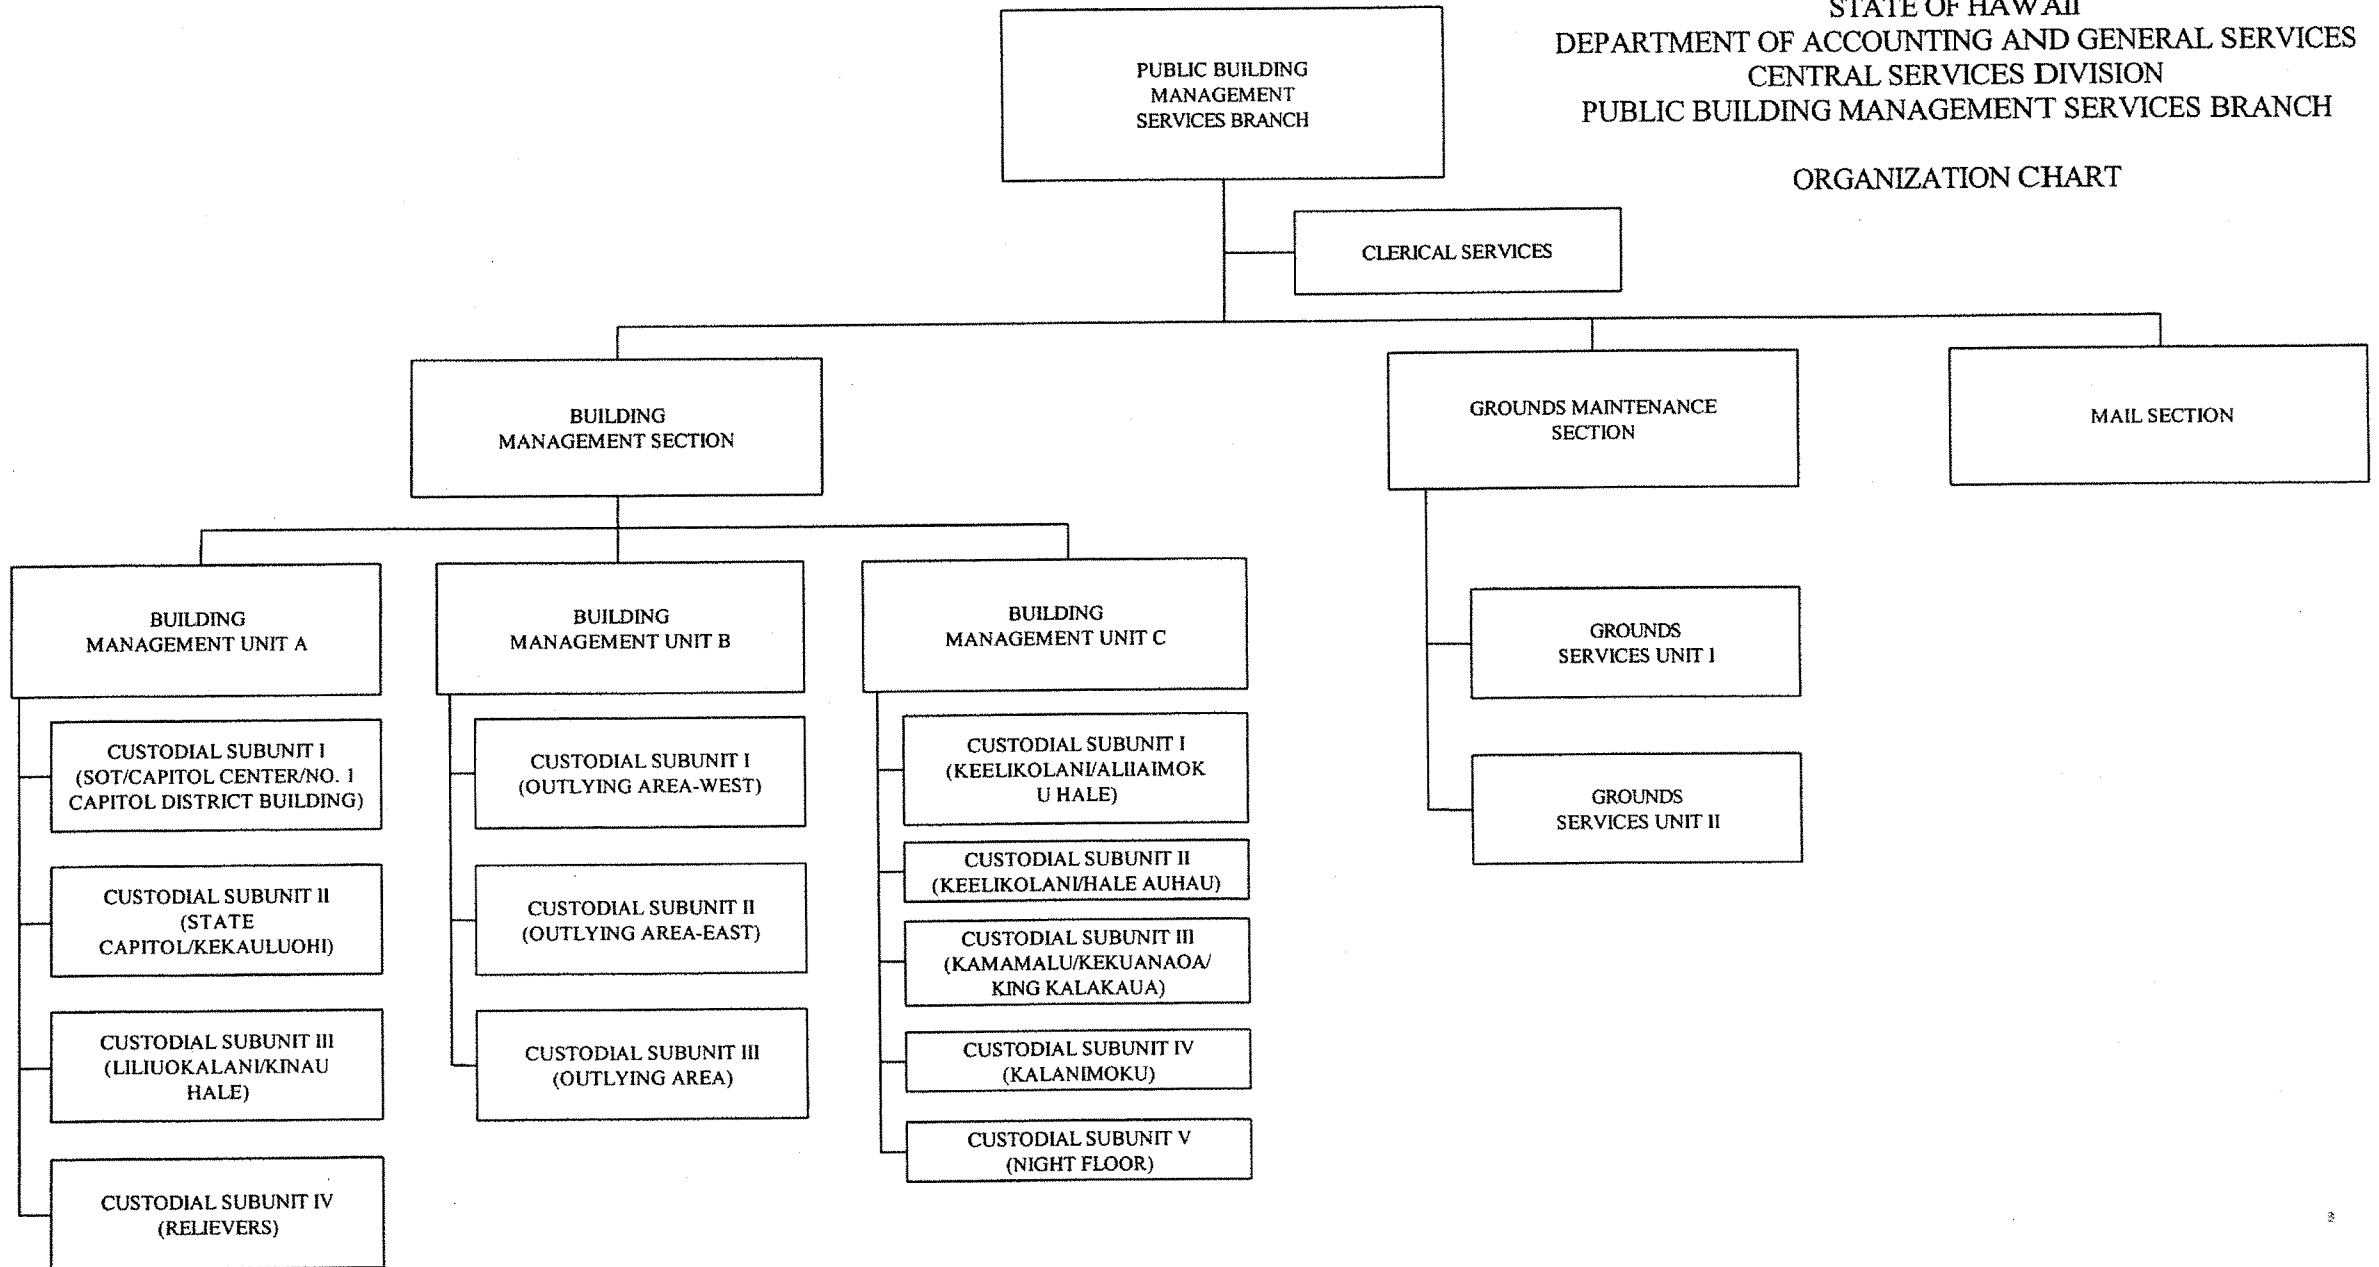 STATE OF HAWAII
DEPARTMENT OF ACCOUNTING AND GENERAL SERVICES
CENTRAL SERVICES DIVISION
PUBLIC BUILDING MANAGEMENT SERVICES BRANCH
ORGANIZATION CHART
PUBLIC BUILDING
MANAGEMENT
SERVICES BRANCH
CLERICAL SERVICES
BUILDING
MANAGEMENT SECTION
GROUNDS MAINTENANCE
SECTION
MAIL SECTION
BUILDING
MANAGEMENT UNIT A
BUILDING
MANAGEMENT UNIT B
BUILDING
MANAGEMENT UNIT C
CUSTODIAL SUBUNIT I
(SOT/CAPITOL CENTER/NO. 1
CAPITOL DISTRICT BUILDING)
CUSTODIAL SUBUNIT II
(STATE
CAPITOL/KEKAULUOHI)
CUSTODIAL SUBUNIT III
(LILIUOKALANI/KINAU
HALE)
CUSTODIAL SUBUNIT IV
(RELIEVERS)
CUSTODIAL SUBUNIT I
(OUTLYING AREA-WEST)
CUSTODIAL SUBUNIT II
(OUTLYING AREA-EAST)
CUSTODIAL SUBUNIT III
(OUTLYING AREA)
CUSTODIAL SUBUNIT I
(KEELIKOLANI/ALIIAIMOK
U HALE)
CUSTODIAL SUBUNIT II
(KEELIKOLANI/HALE AUHAU)
CUSTODIAL SUBUNIT III
(KAMAMALU/KEKUANAOA/
KING KALAKAUA)
CUSTODIAL SUBUNIT IV
(KALANIMOKU)
CUSTODIAL SUBUNIT V
(NIGHT FLOOR)
GROUNDS
SERVICES UNIT I
GROUNDS
SERVICES UNIT II